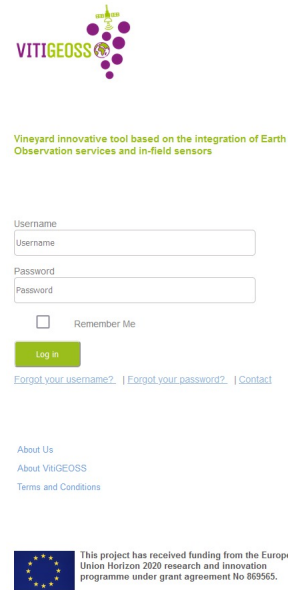 VITIGEOSS
Vineyard innovative tool based on the integration of Earth
Observation services and in-field sensors
Username
Username
Password
Password
Remember Me
Log in
Forgot your username? | Forgot your password? | Contact
About Us
About VitiGEOSS
Terms and Conditions
This project has received funding from the Europe
Union Horizon 2020 research and innovation
programme under grant agreement No 869565.